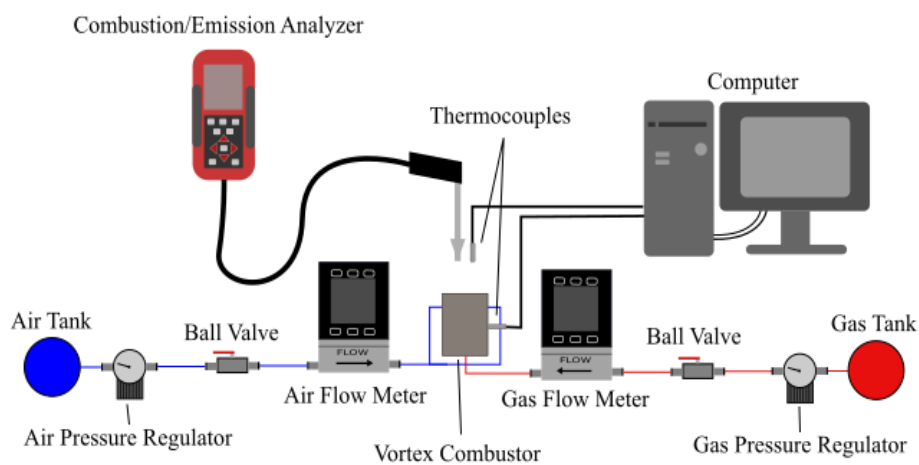 Combustion/Emission Analyzer
Computer
Thermocouples
Air Tank
Ball Valve
Ball Valve
Gas Tank
FLOW
FLOW
Air Flow Meter
Gas Flow Meter
Air Pressure Regulator
Vortex Combustor
Gas Pressure Regulator